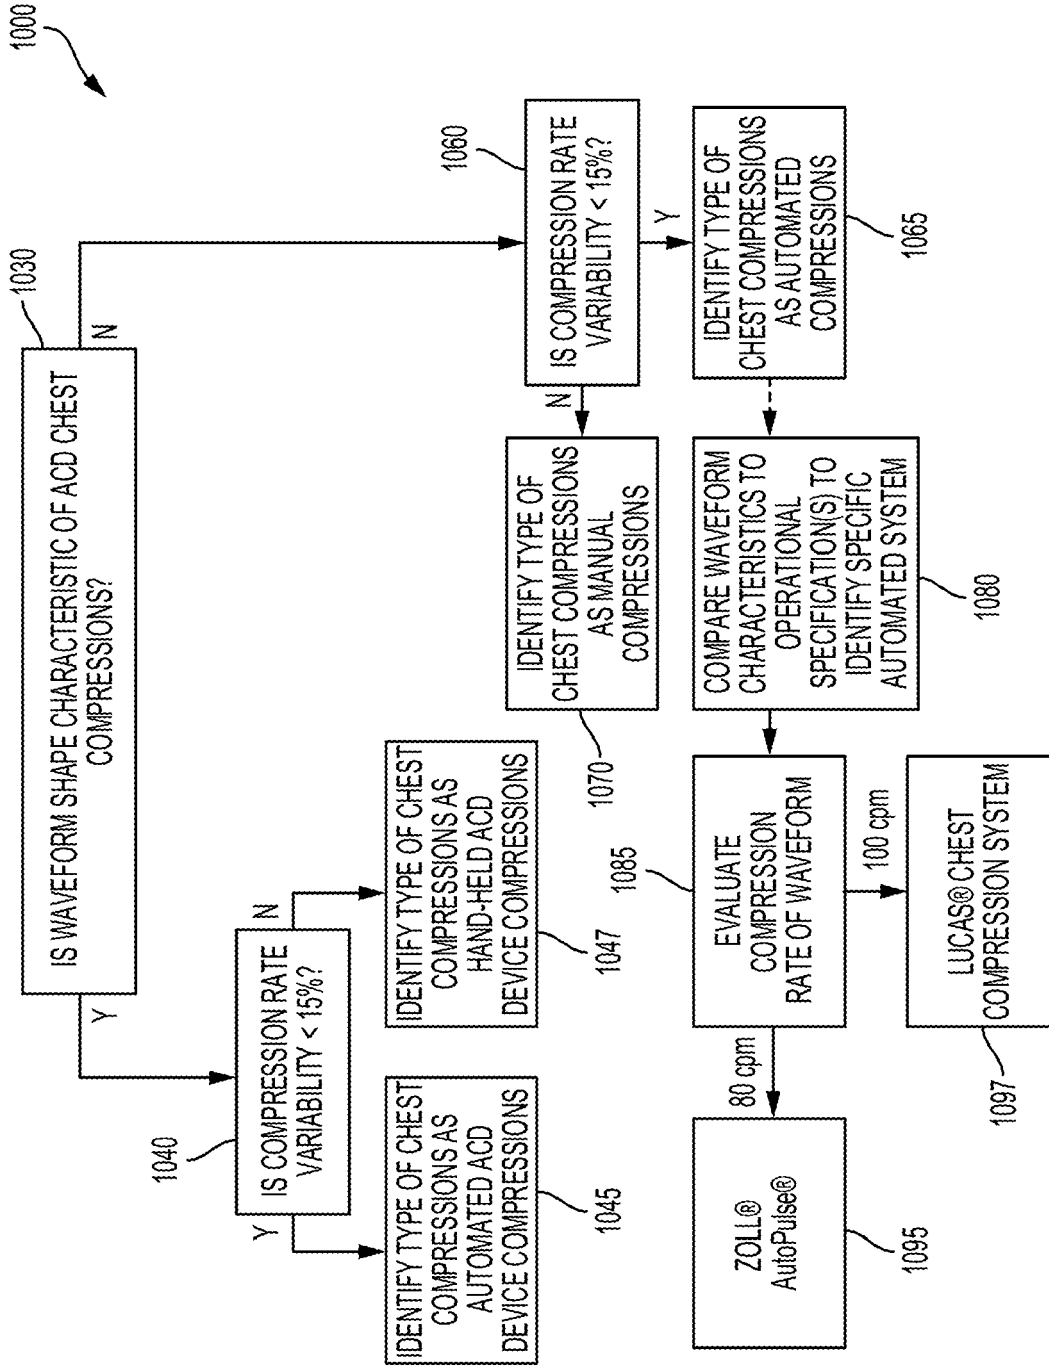 1000
1030
IS WAVEFORM SHAPE CHARACTERISTIC OF ACD CHEST
COMPRESSIONS?
Y
N
1040
IS COMPRESSION RATE
VARIABILITY < 15%?
Y
N
IDENTIFY TYPE OF CHEST
COMPRESSIONS AS
AUTOMATED ACD
DEVICE COMPRESSIONS
1045
IDENTIFY TYPE OF CHEST
COMPRESSIONS AS
HAND-HELD ACD
DEVICE COMPRESSIONS
1047
1060
IS COMPRESSION RATE
VARIABILITY < 15%?
N
Y
IDENTIFY TYPE OF
CHEST COMPRESSIONS
AS MANUAL
COMPRESSIONS
1070
IDENTIFY TYPE OF
CHEST COMPRESSIONS
AS AUTOMATED
COMPRESSIONS
1065
COMPARE WAVEFORM
CHARACTERISTICS TO
OPERATIONAL
SPECIFICATION(S) TO
IDENTIFY SPECIFIC
AUTOMATED SYSTEM
1080
1085
EVALUATE
COMPRESSION
RATE OF WAVEFORM
80 cpm
100 cpm
ZOLL®
AutoPulse®
1095
LUCAS® CHEST
COMPRESSION SYSTEM
1097